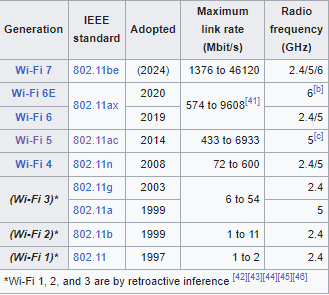 Generation IEEE standard Adopted Maximum link rate (Mbit/s) Radio frequency (GHz)
Wi-Fi 7 802.11be (2024) 1376 to 46120 2.4/5/6
Wi-Fi 6E 802.11ax 2020 574 to 9608[41] 6[b]
Wi-Fi 6 2019 2.4/5
Wi-Fi 5 802.11ac 2014 433 to 6933 5[c]
Wi-Fi 4 802.11n 2008 72 to 600 2.4/5
(Wi-Fi 3)* 802.11g 2003 6 to 54 2.4
802.11a 1999 5
(Wi-Fi 2)* 802.11b 1999 1 to 11 2.4
(Wi-Fi 1)* 802.11 1997 1 to 2 2.4
*Wi-Fi 1, 2, and 3 are by retroactive inference [42][43][44][45][46]